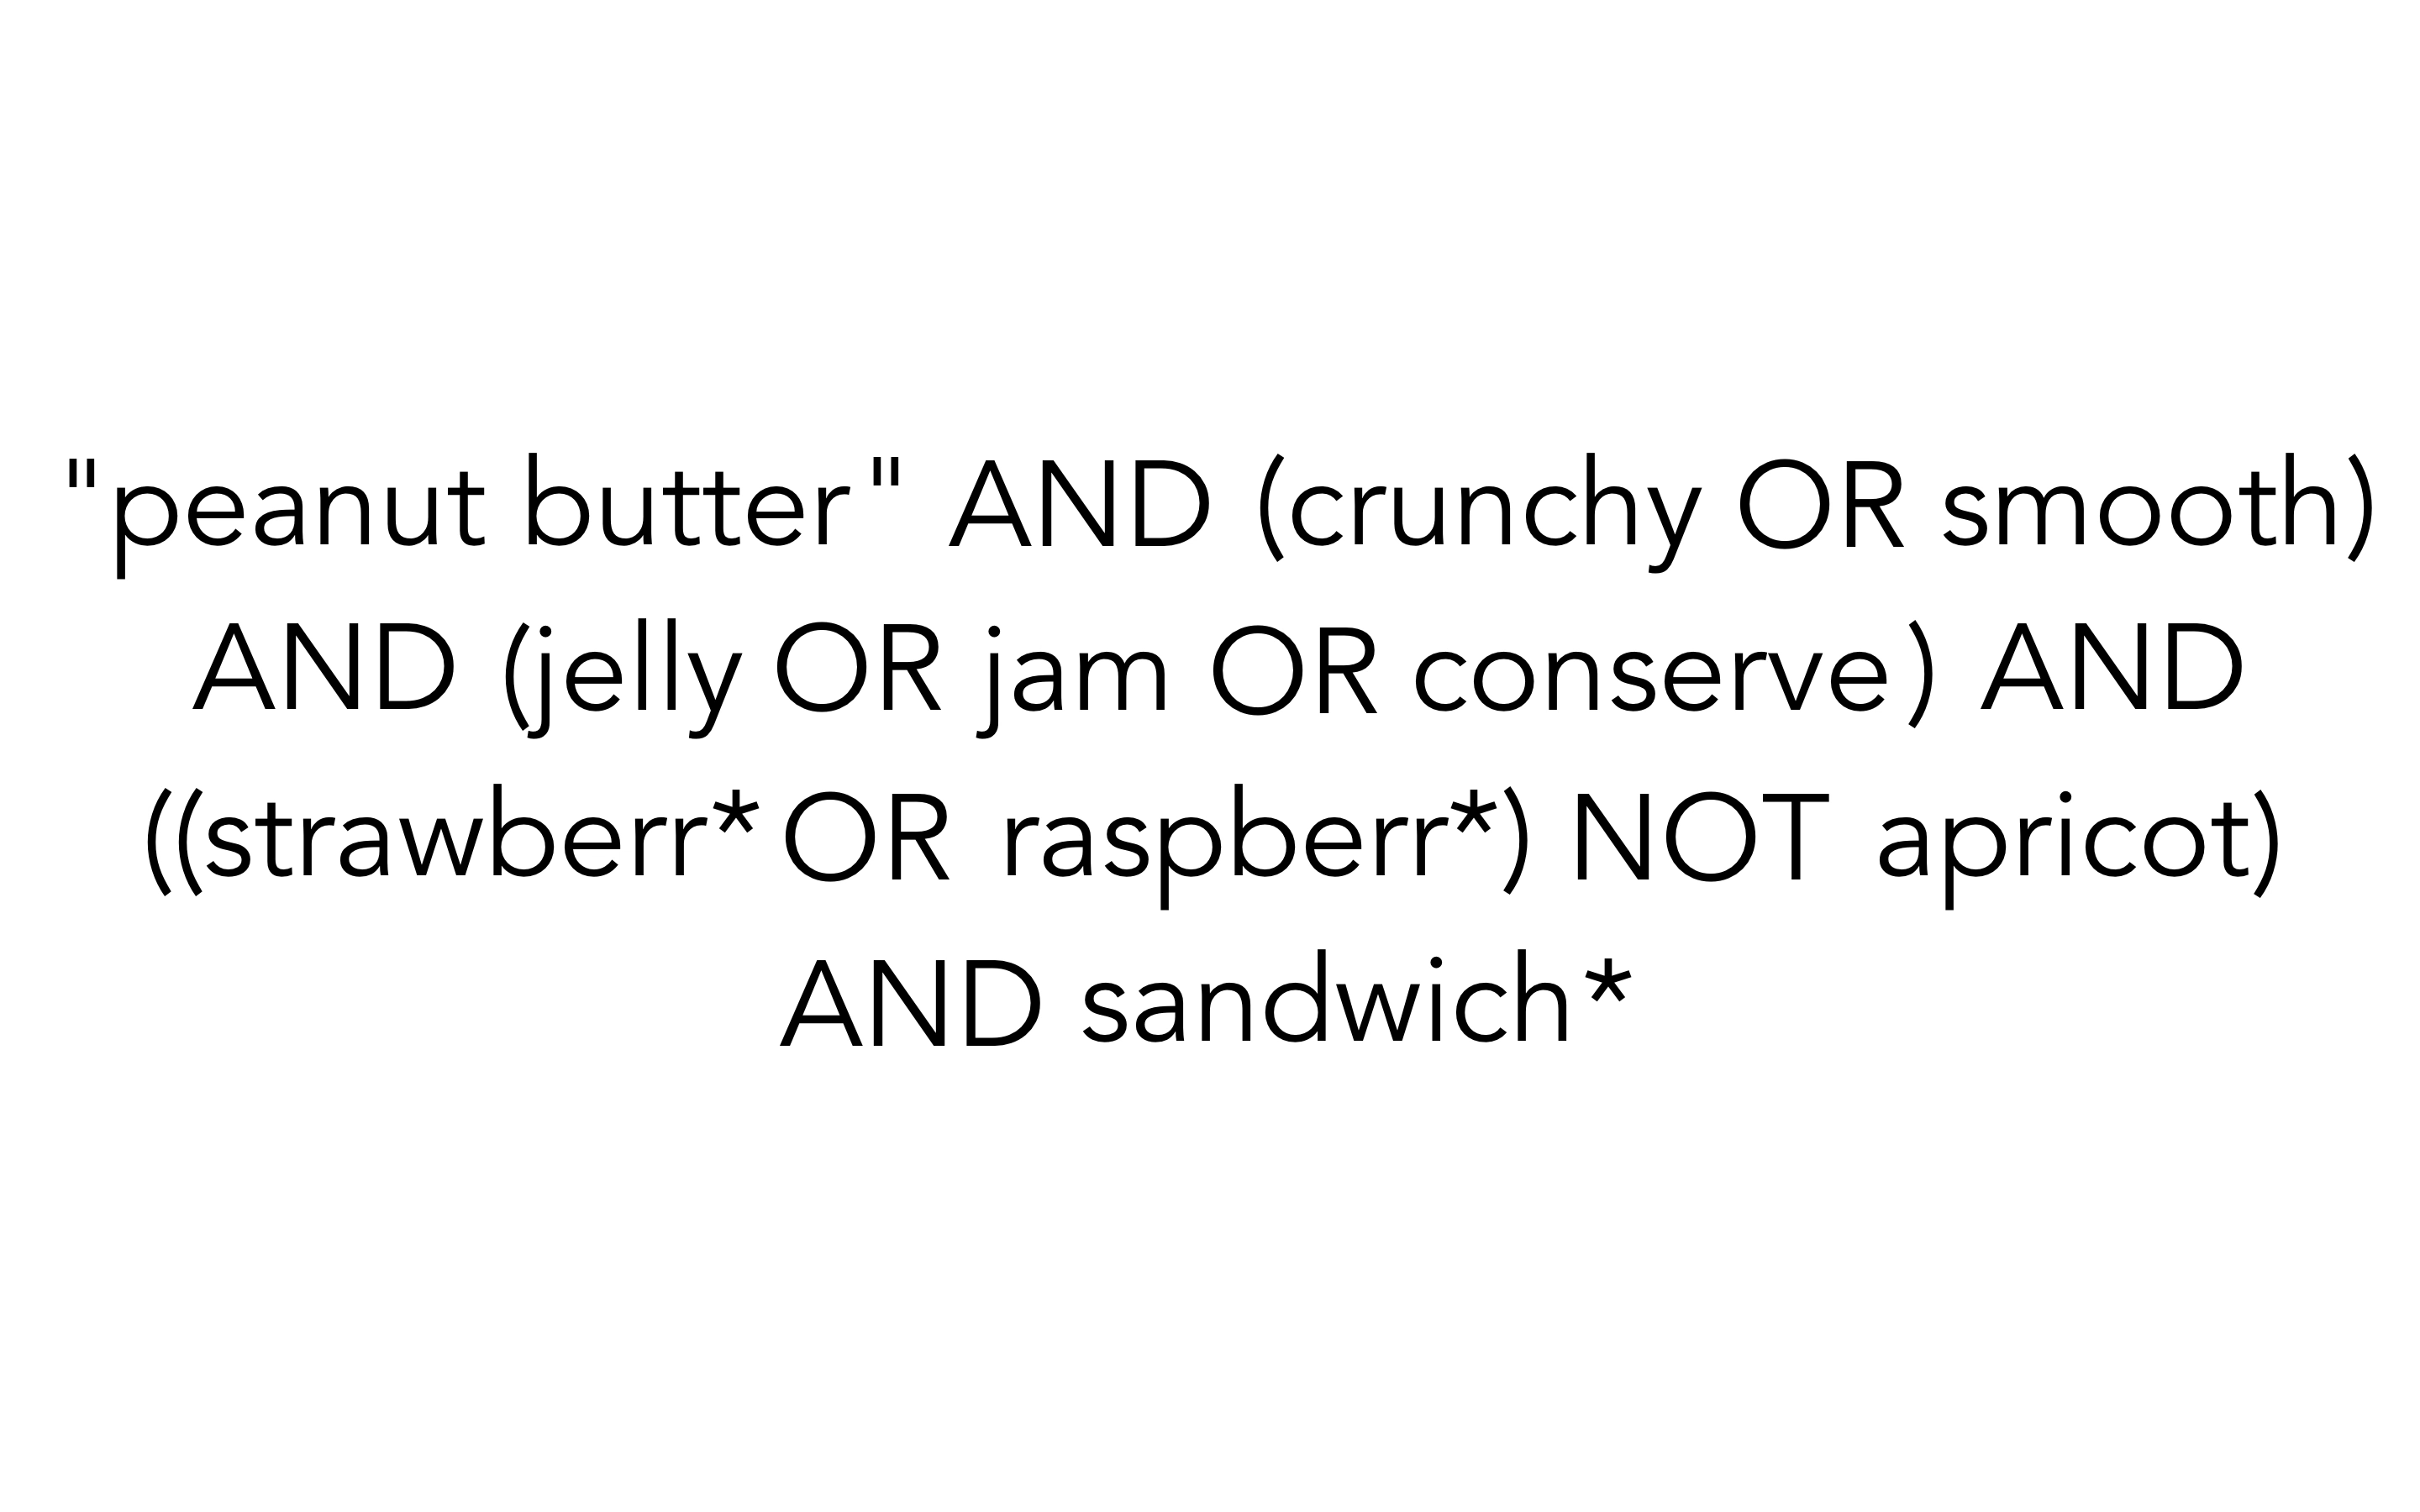 "peanut butter" AND (crunchy OR smooth)
AND (jelly OR jam OR conserve) AND
((strawberr* OR raspberr*) NOT apricot)
AND sandwich*